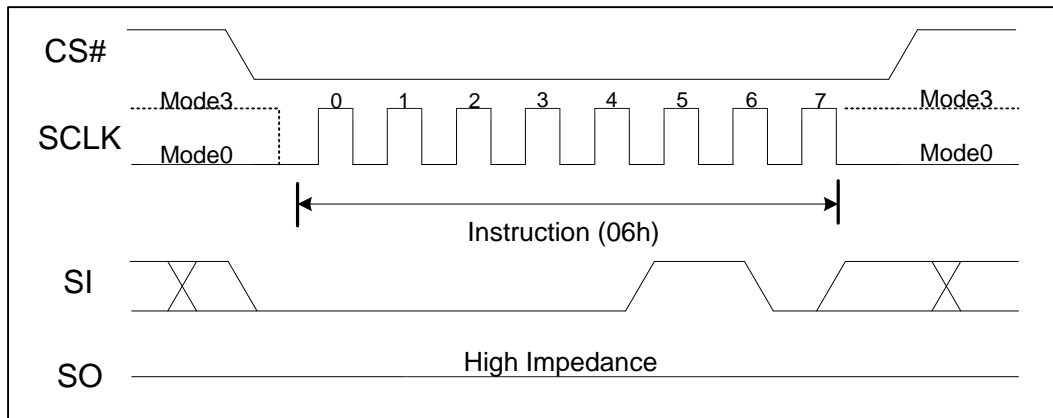 CS#
Mode3 0 1 2 3 4 5 6 7 Mode3
SCLK
Mode0 Mode0
Instruction (06h)
SI
High Impedance
SO